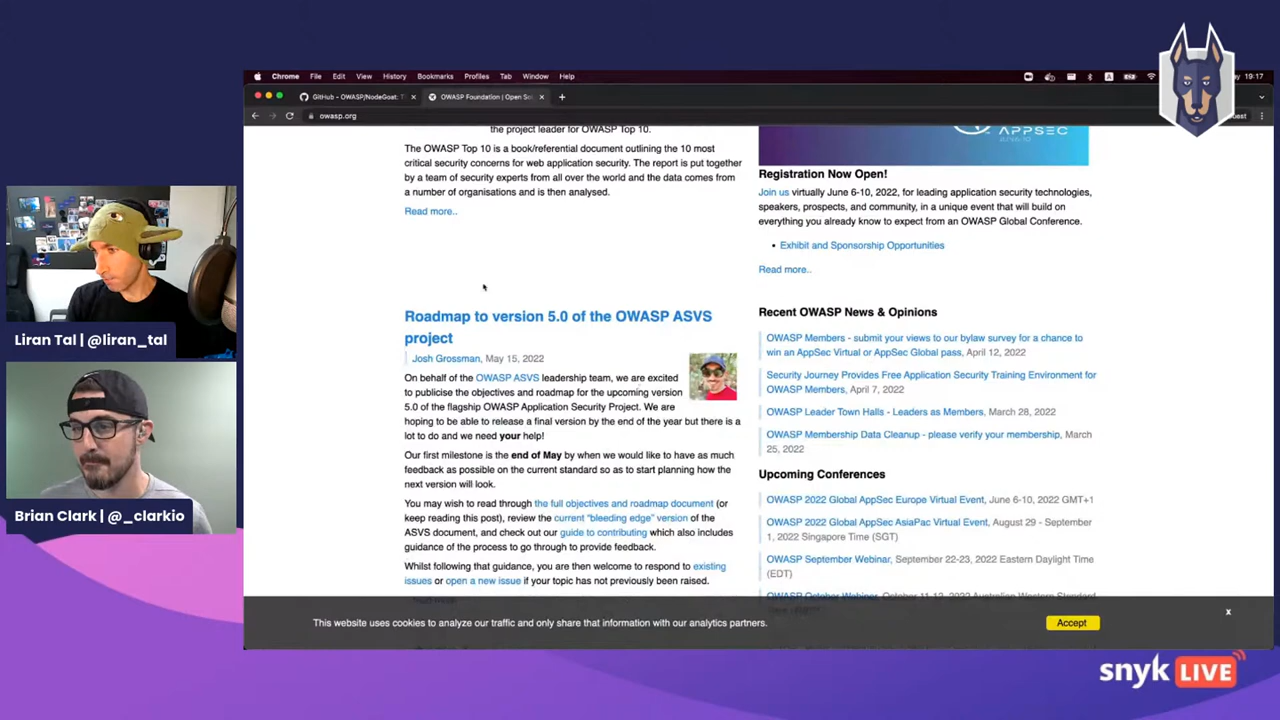 Chrome File Edit View History Bookmarks Profiles Tab Window Help
19:17
GitHub - OWASP/NodeGoat:
OWASP Foundation | Open
owasp.org
the project leader for OWASP Top 10.
The OWASP Top 10 is a book/referential document outlining the 10 most
critical security concerns for web application security. The report is put together
by a team of security experts from all over the world and the data comes from
a number of organisations and is then analysed.
Read more..
Roadmap to version 5.0 of the OWASP ASVS
project
Josh Grossman, May 15, 2022
On behalf of the OWASP ASVS leadership team, we are excited
to publicise the objectives and roadmap for the upcoming version
5.0 of the flagship OWASP Application Security Project. We are
hoping to be able to release a final version by the end of the year but there is a
lot to do and we need your help!
Our first milestone is the end of May by when we would like to have as much
feedback as possible on the current standard so as to start planning how the
next version will look.
You may wish to read through the full objectives and roadmap document (or
keep reading this post), review the current “bleeding edge” version of the
ASVS document, and check out our guide to contributing which also includes
guidance of the process to go through to provide feedback.
Whilst following that guidance, you are then welcome to respond to existing
issues or open a new issue if your topic has not previously been raised.
APPSEC
Registration Now Open!
Join us virtually June 6-10, 2022, for leading application security technologies,
speakers, prospects, and community, in a unique event that will build on
everything you already know to expect from an OWASP Global Conference.
• Exhibit and Sponsorship Opportunities
Read more..
Recent OWASP News & Opinions
OWASP Members - submit your views to our bylaw survey for a chance to
win an AppSec Virtual or AppSec Global pass, April 12, 2022
Security Journey Provides Free Application Security Training Environment for
OWASP Members, April 7, 2022
OWASP Leader Town Halls - Leaders as Members, March 28, 2022
OWASP Membership Data Cleanup - please verify your membership, March
25, 2022
Upcoming Conferences
OWASP 2022 Global AppSec Europe Virtual Event, June 6-10, 2022 GMT+1
OWASP 2022 Global AppSec AsiaPac Virtual Event, August 29 - September
1, 2022 Singapore Time (SGT)
OWASP September Webinar, September 22-23, 2022 Eastern Daylight Time
(EDT)
This website uses cookies to analyze our traffic and only share that information with our analytics partners.
Accept
x
Liran Tal | @liran_tal
Brian Clark | @_clarkio
snyk LIVE